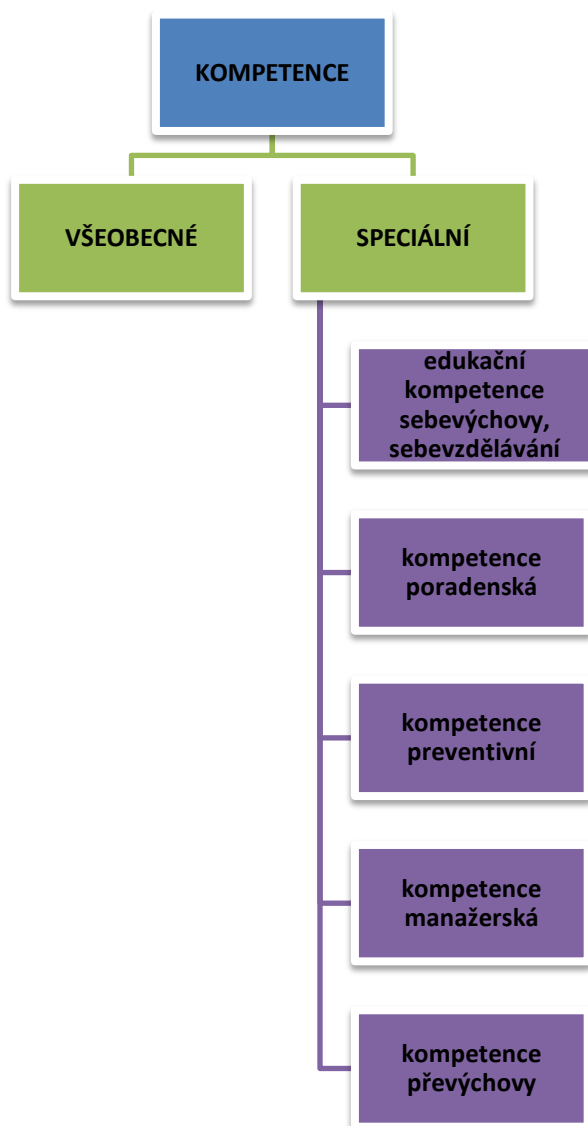 KOMPETENCE
VŠEOBECNÉ
SPECIÁLNÍ
edukační
kompetence
sebevýchovy,
sebevzdělávání
kompetence
poradenská
kompetence
preventivní
kompetence
manažerská
kompetence
převýchovy